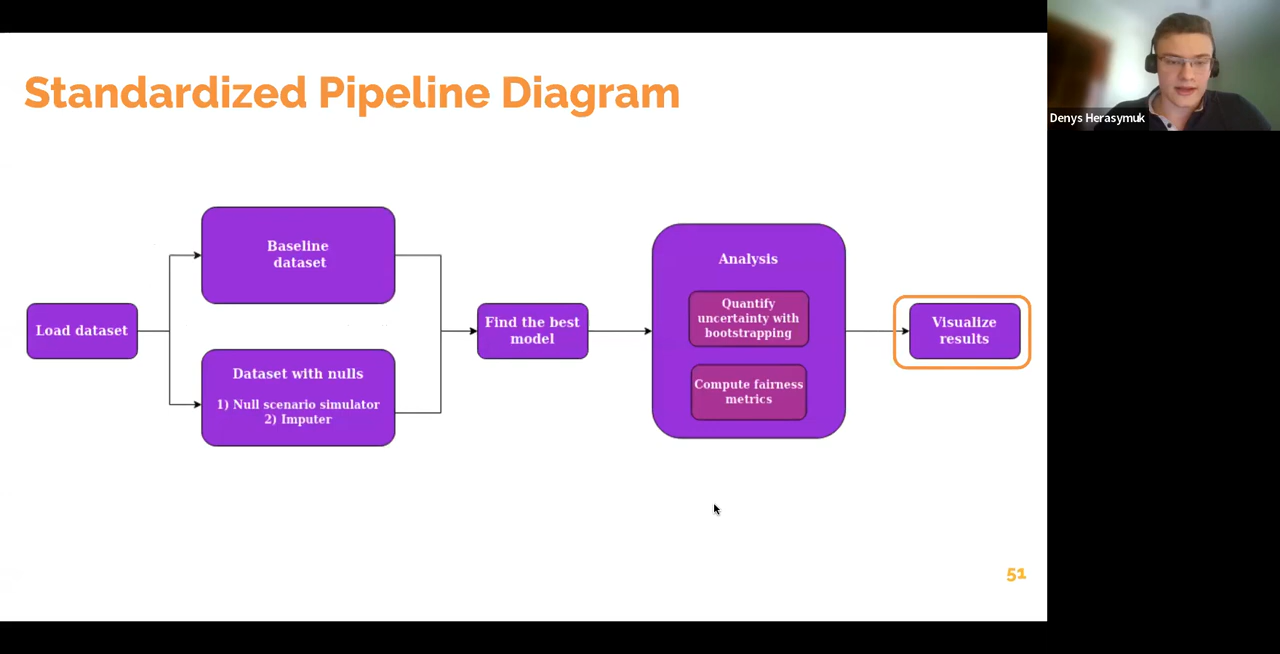 Standardized Pipeline Diagram
Denys Herasymuk
Load dataset
Baseline
dataset
Dataset with nulls
1) Null scenario simulator
2) Imputer
Find the best
model
Analysis
Quantify
uncertainty with
bootstrapping
Compute fairness
metrics
Visualize
results
51